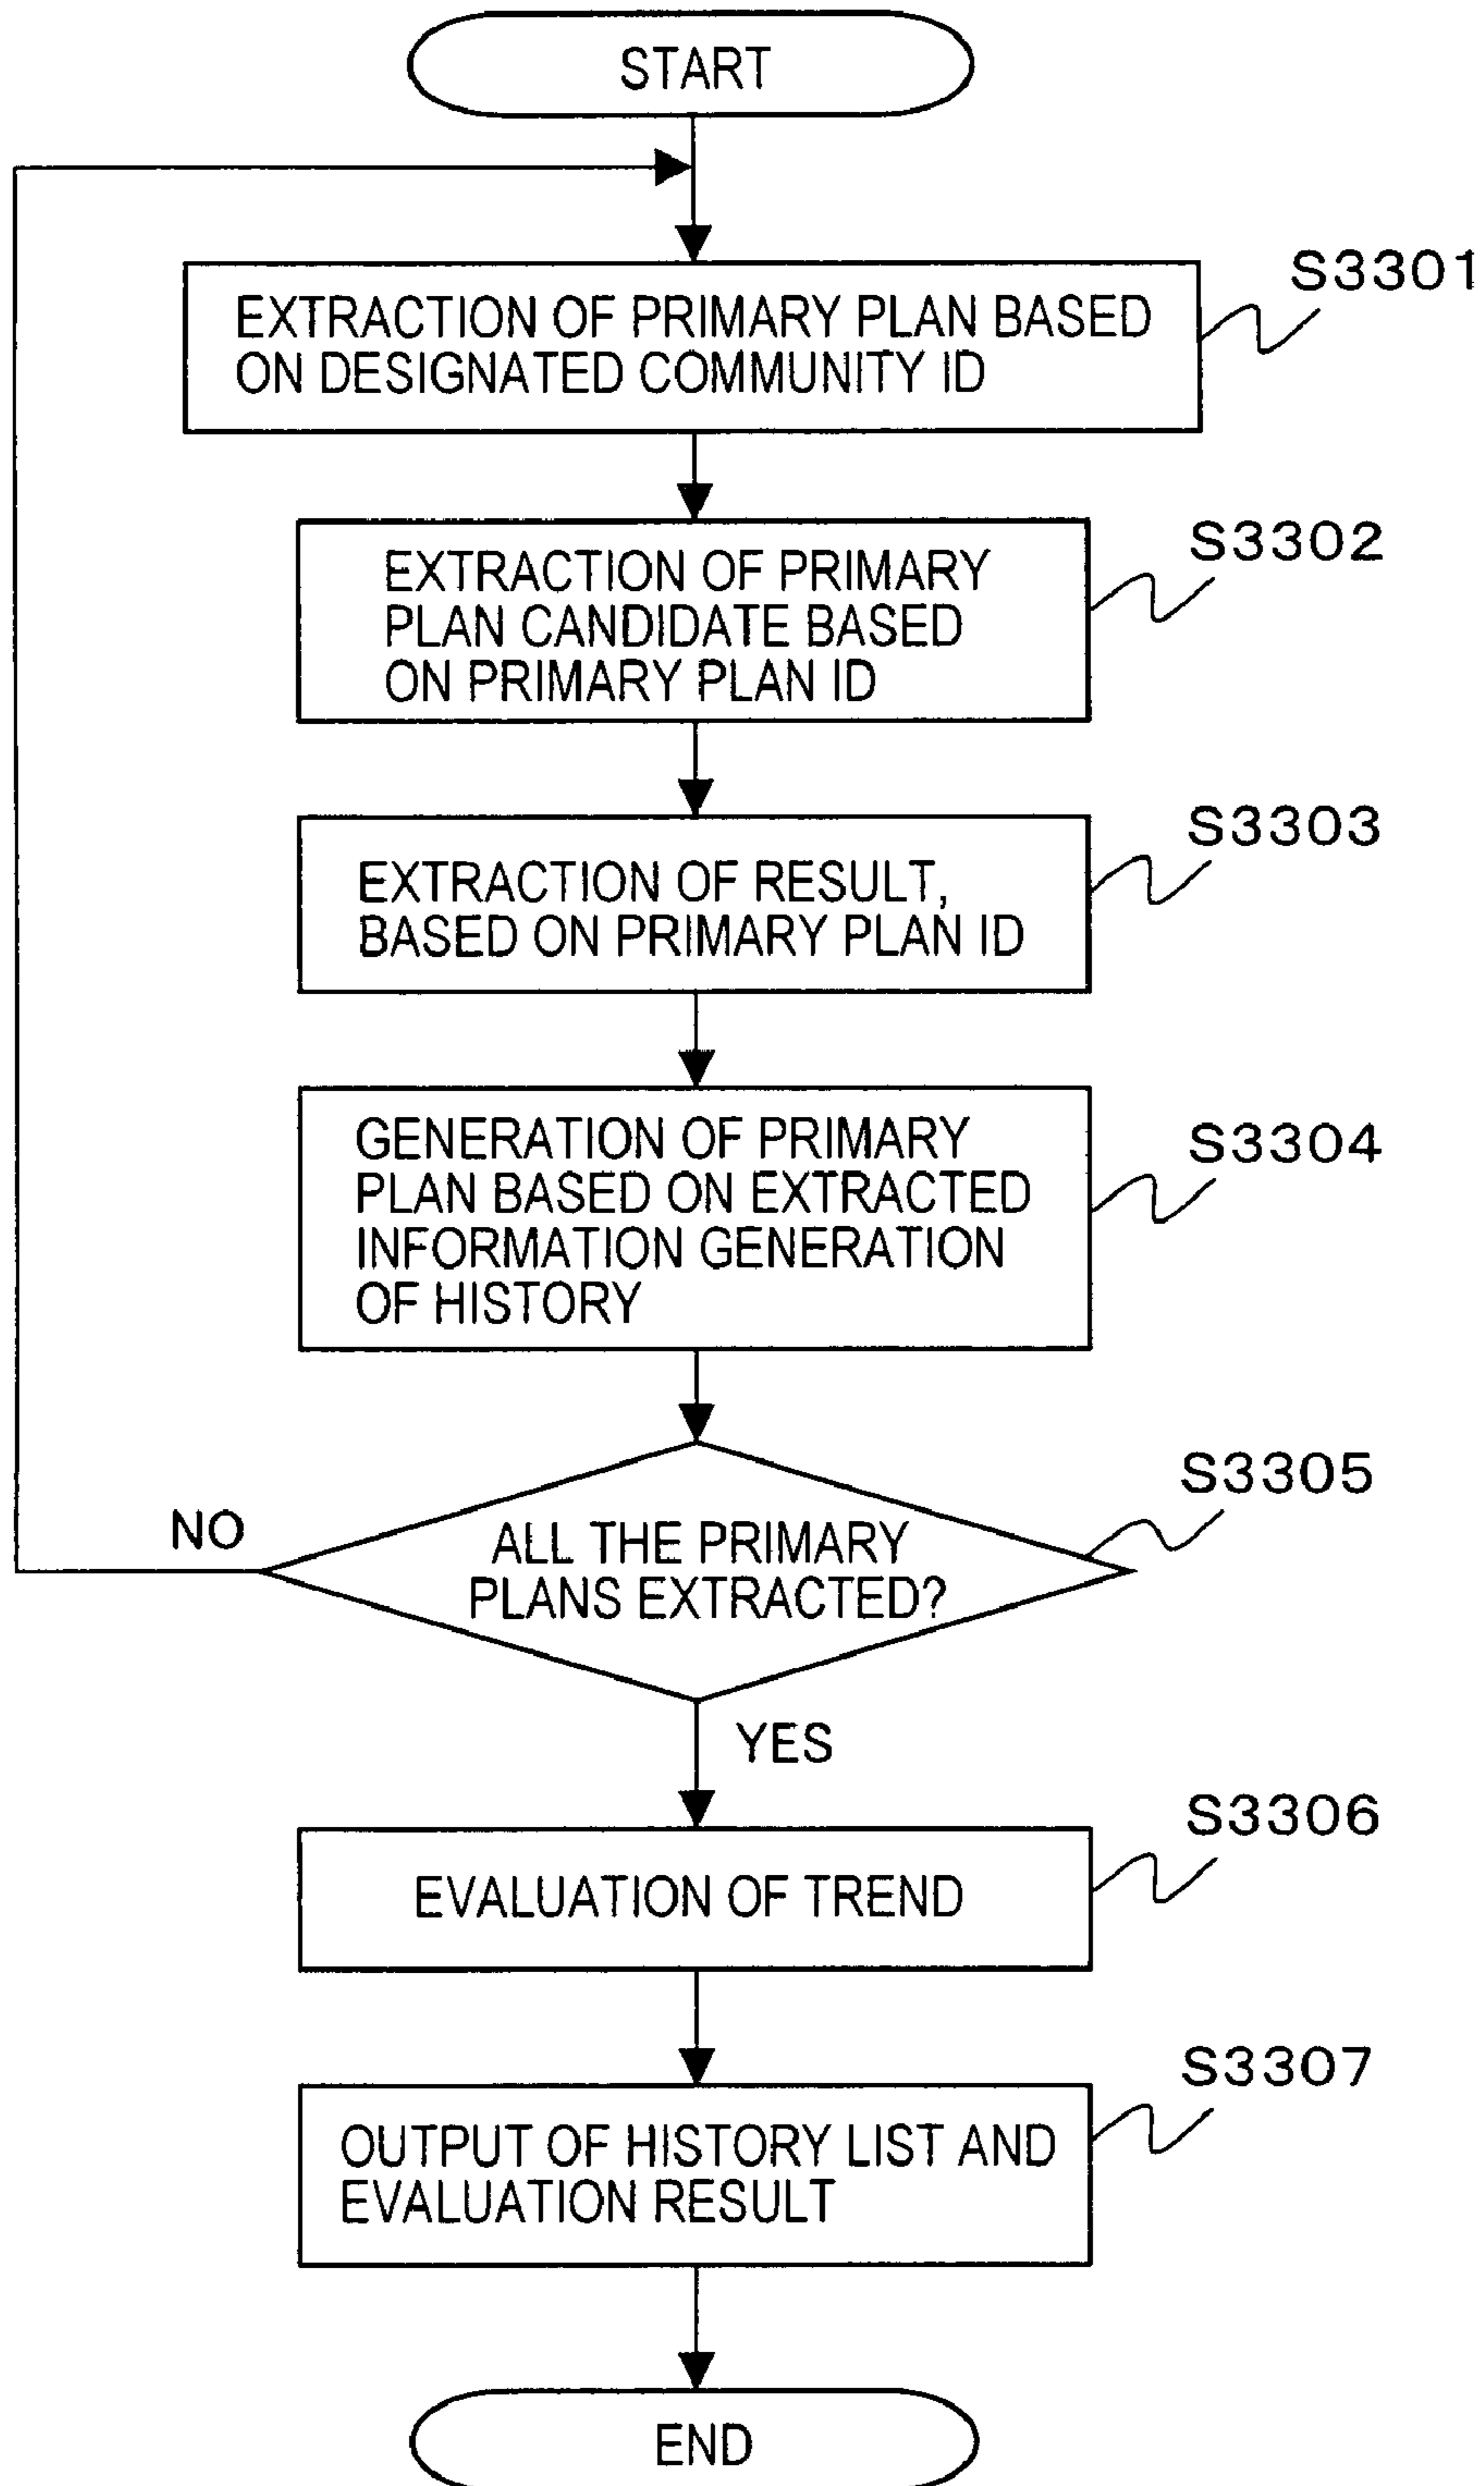 START
S3301
EXTRACTION OF PRIMARY PLAN BASED
ON DESIGNATED COMMUNITY ID
S3302
EXTRACTION OF PRIMARY
PLAN CANDIDATE BASED
ON PRIMARY PLAN ID
S3303
EXTRACTION OF RESULT,
BASED ON PRIMARY PLAN ID
S3304
GENERATION OF PRIMARY
PLAN BASED ON EXTRACTED
INFORMATION GENERATION
OF HISTORY
S3305
NO
ALL THE PRIMARY
PLANS EXTRACTED?
YES
S3306
EVALUATION OF TREND
S3307
OUTPUT OF HISTORY LIST AND
EVALUATION RESULT
END